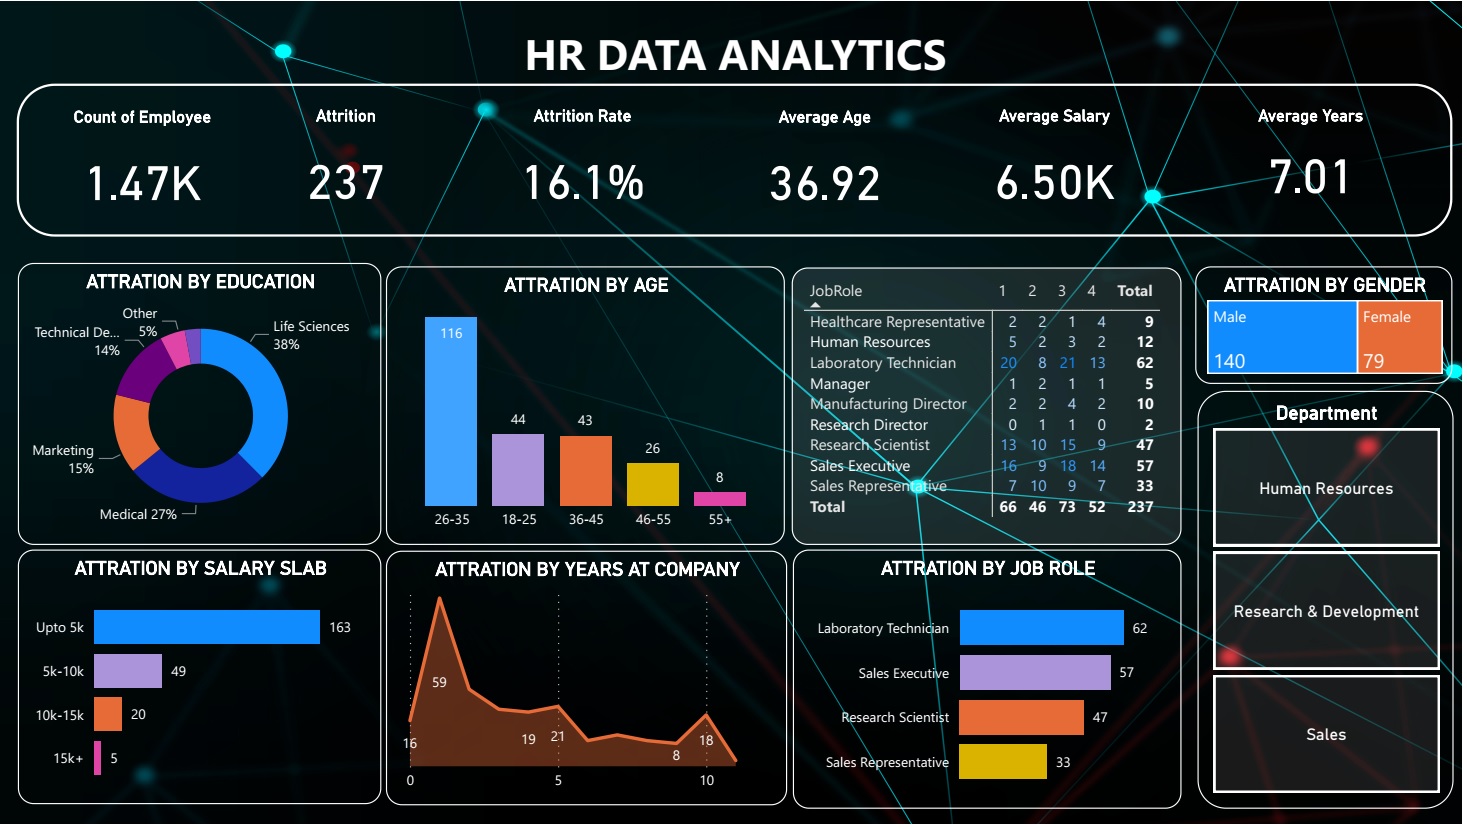 HR DATA ANALYTICS
Count of Employee
1.47K
Attrition
237
Attrition Rate
16.1%
Average Age
36.92
Average Salary
6.50K
Average Years
7.01
ATTRATION BY EDUCATION
Other
5%
Technical De...
14%
Life Sciences
38%
Marketing
15%
Medical 27%
ATTRATION BY AGE
116
44
43
26
8
26-35 18-25 36-45 46-55 55+
JobRole 1 2 3 4 Total
Healthcare Representative 2 2 1 4 9
Human Resources 5 2 3 2 12
Laboratory Technician 20 8 21 13 62
Manager 1 2 1 1 5
Manufacturing Director 2 2 4 2 10
Research Director 0 1 1 0 2
Research Scientist 13 10 15 9 47
Sales Executive 16 9 18 14 57
Sales Representative 7 10 9 7 33
Total 66 46 73 52 237
ATTRATION BY GENDER
Male
140
Female
79
Department
Human Resources
Research & Development
Sales
ATTRATION BY SALARY SLAB
Upto 5k 163
5k-10k 49
10k-15k 20
15k+ 5
ATTRATION BY YEARS AT COMPANY
59
16
19
21
8
18
0 5 10
ATTRATION BY JOB ROLE
Laboratory Technician 62
Sales Executive 57
Research Scientist 47
Sales Representative 33